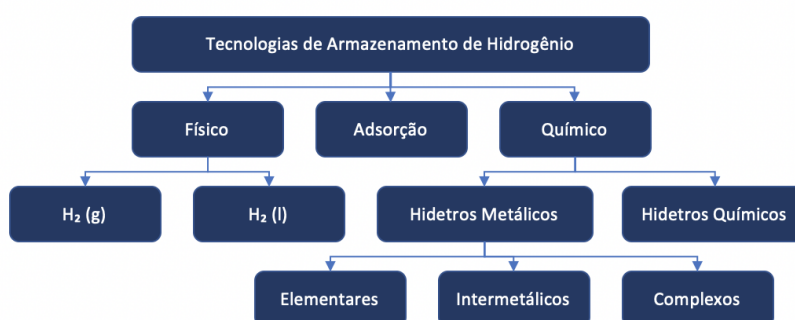 Tecnologias de Armazenamento de Hidrogênio
Físico
Adsorção
Químico
H₂ (g)
H₂ (l)
Hidetros Metálicos
Hidetros Químicos
Elementares
Intermetálicos
Complexos